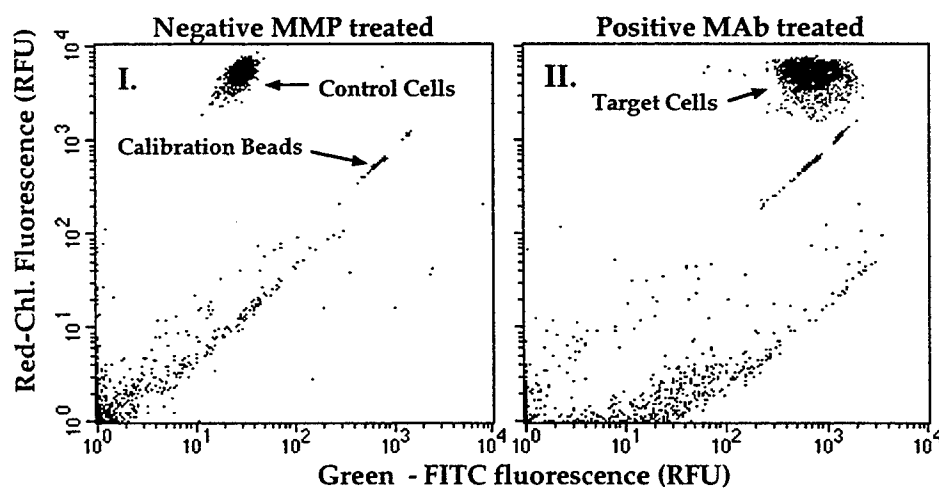 Negative MMP treated
Positive MAb treated
Red-Chl. Fluorescence (RFU)
10^4
10^3
10^2
10^1
10^0
I.
Control Cells
Calibration Beads
II.
Target Cells
10^0 10^1 10^2 10^3 10^4
10^0 10^1 10^2 10^3 10^4
Green - FITC fluorescence (RFU)